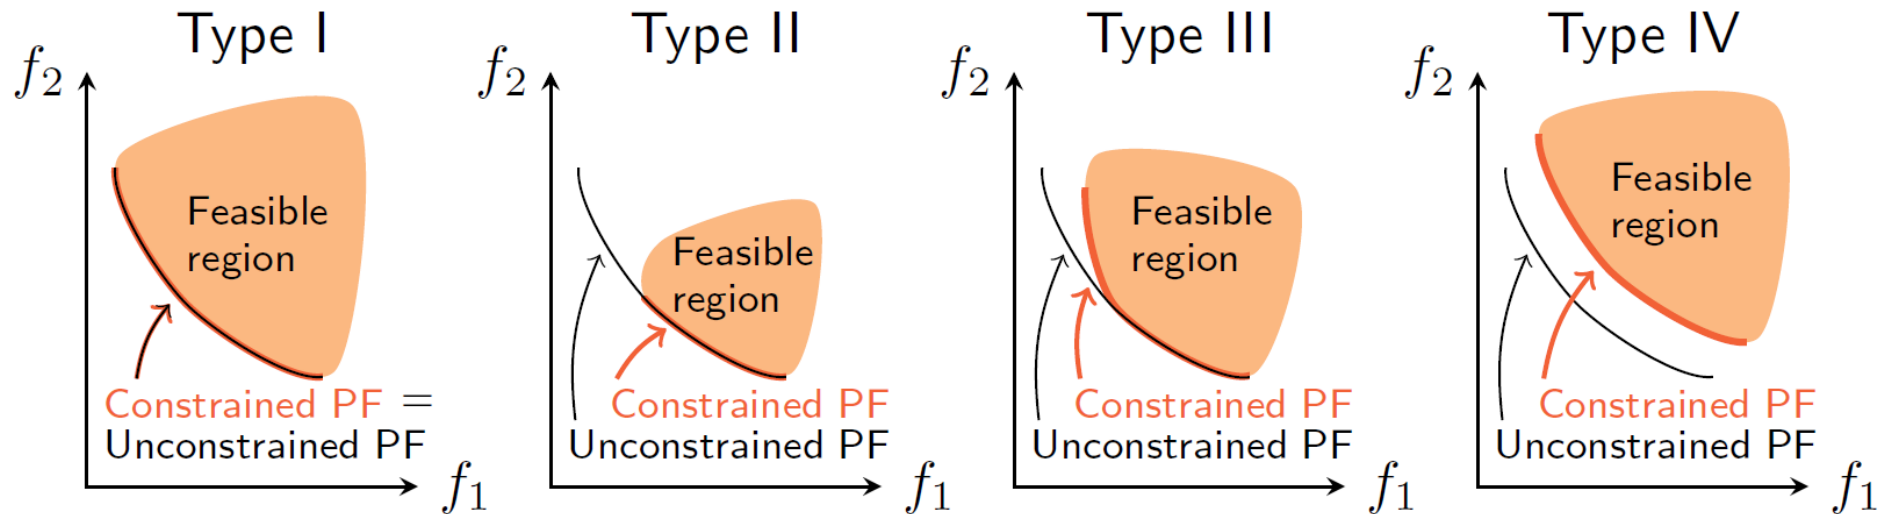 Type I
f2
Feasible
region
Constrained PF =
Unconstrained PF
f1
Type II
f2
Feasible
region
Constrained PF
Unconstrained PF
f1
Type III
f2
Feasible
region
Constrained PF
Unconstrained PF
f1
Type IV
f2
Feasible
region
Constrained PF
Unconstrained PF
f1